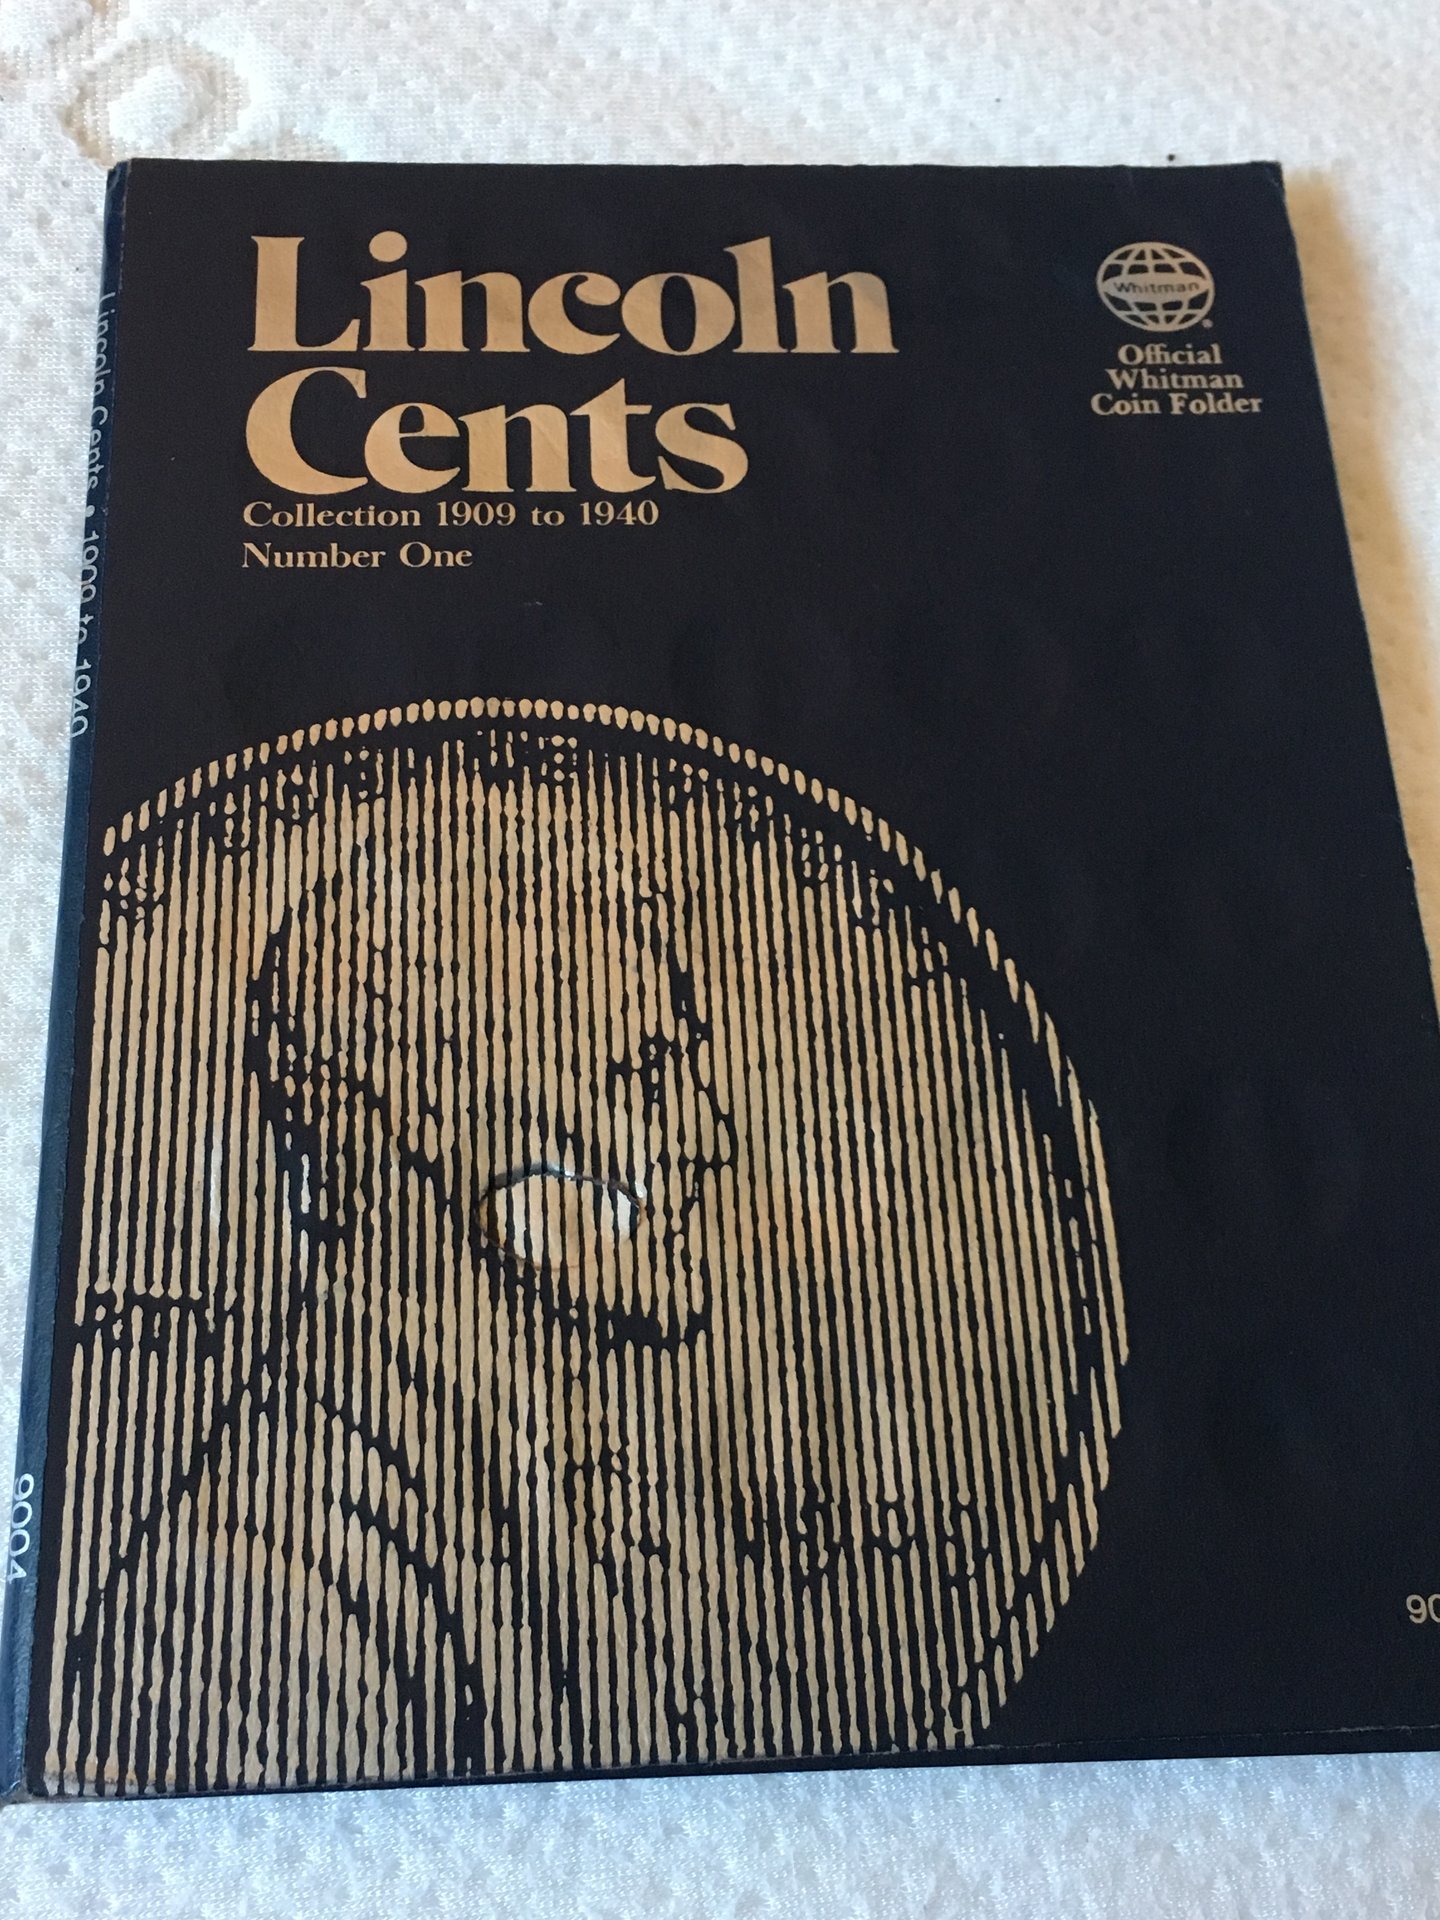 Lincoln
Cents
Collection 1909 to 1940
Number One
Whitman
Official
Whitman
Coin Folder
Lincoln Cents • 1909 to 1940
9004
90